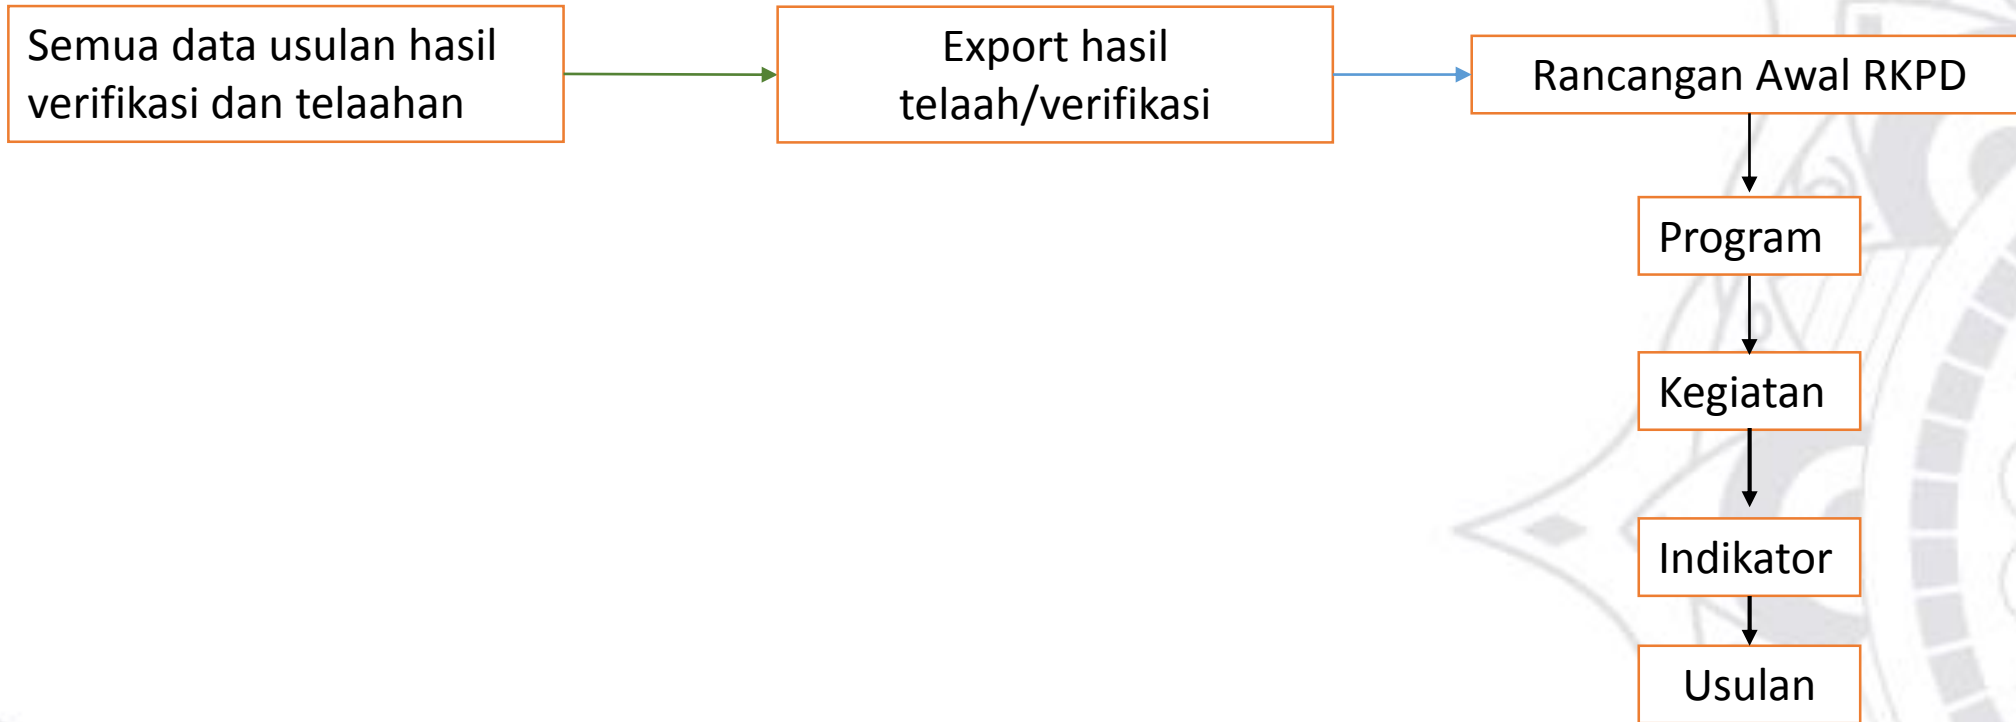 Semua data usulan hasil
verifikasi dan telaahan
Export hasil
telaah/verifikasi
Rancangan Awal RKPD
Program
Kegiatan
Indikator
Usulan